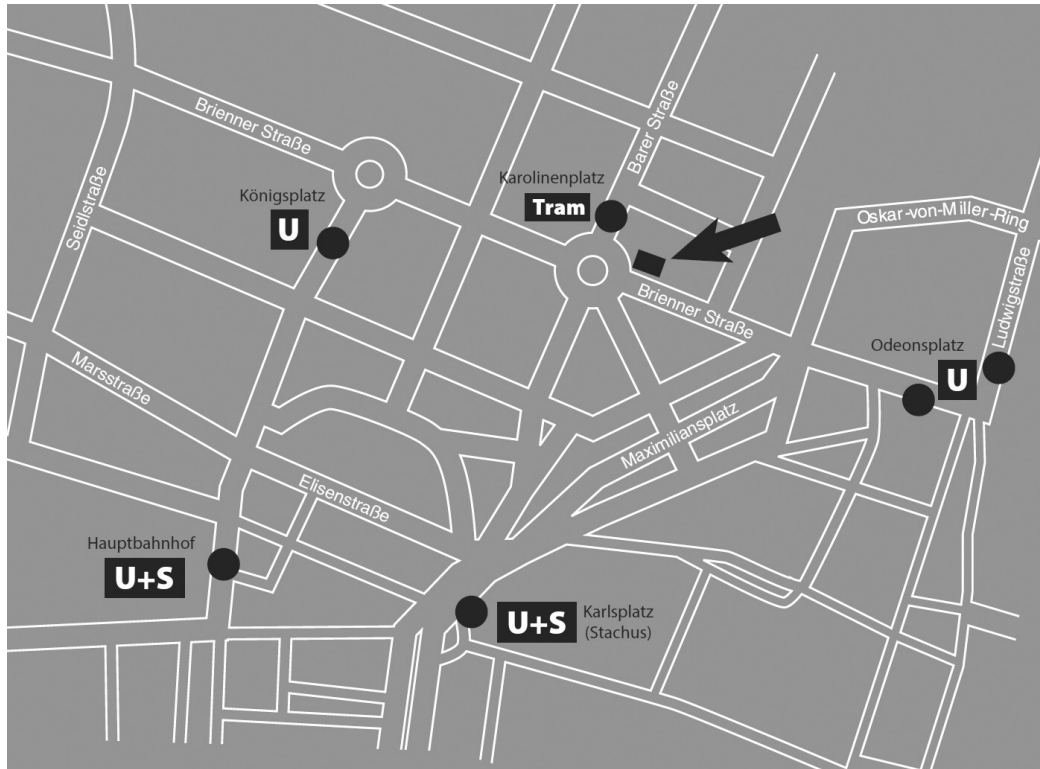 Brienner Straße
Barer Straße
Karolinenplatz
Tram
Königsplatz
U
Seidlstraße
Oskar-von-Miller-Ring
Brienner Straße
Ludwigstraße
Odeonsplatz
U
Marsstraße
Maximiliansplatz
Elisenstraße
Hauptbahnhof
U+S
U+S
Karlsplatz
(Stachus)